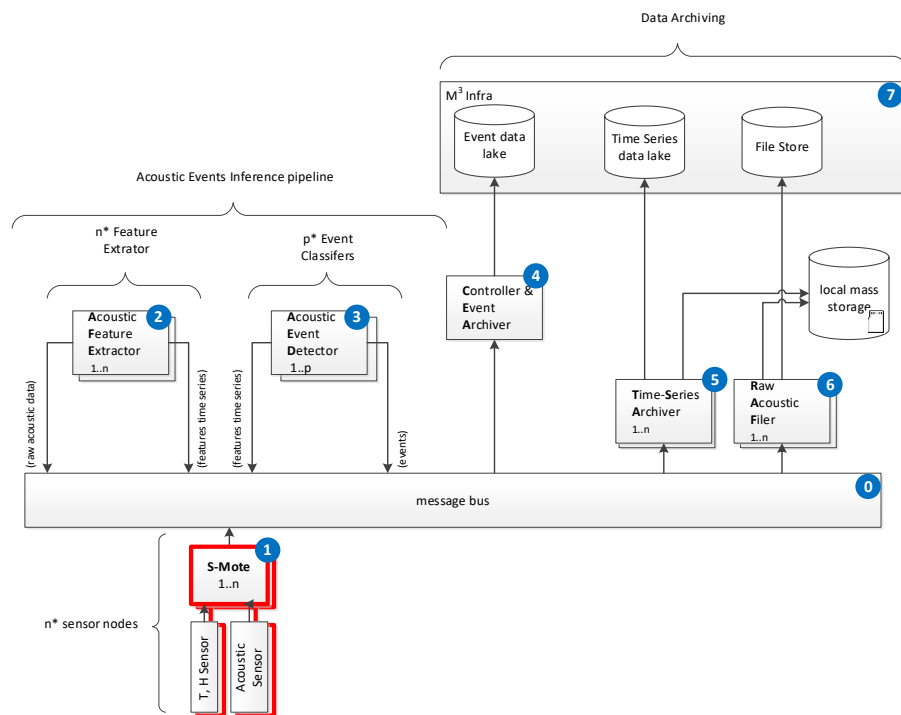 Data Archiving
M3 Infra
7
Event data
lake
Time Series
data lake
File Store
Acoustic Events Inference pipeline
n* Feature
Extrator
p* Event
Classifers
4
Controller &
Event
Archiver
local mass
storage
2
Acoustic
Feature
Extractor
1..n
3
Acoustic
Event
Detector
1..p
5
Time-Series
Archiver
1..n
6
Raw
Acoustic
Filer
1..n
(raw acoustic data)
(features time series)
(features time series)
(events)
0
message bus
1
S-Mote
1..n
n* sensor nodes
T, H Sensor
Acoustic
Sensor